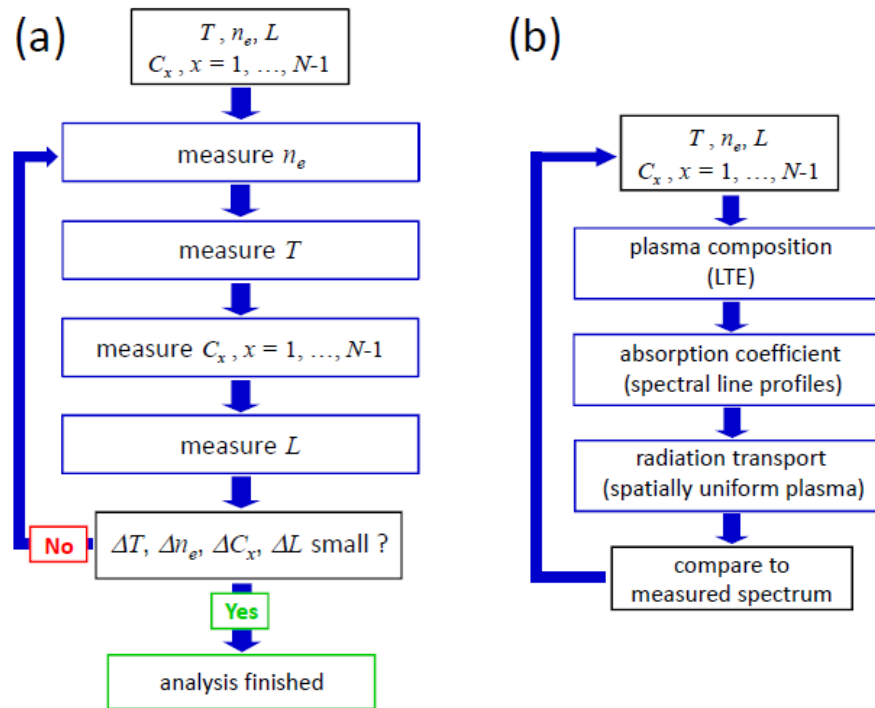 (a)
T , nₑ, L
Cₓ , x = 1, …, N-1
measure nₑ
measure T
measure Cₓ , x = 1, …, N-1
measure L
ΔT, Δnₑ, ΔCₓ, ΔL small ?
No
Yes
analysis finished
(b)
T , nₑ, L
Cₓ , x = 1, …, N-1
plasma composition
(LTE)
absorption coefficient
(spectral line profiles)
radiation transport
(spatially uniform plasma)
compare to
measured spectrum